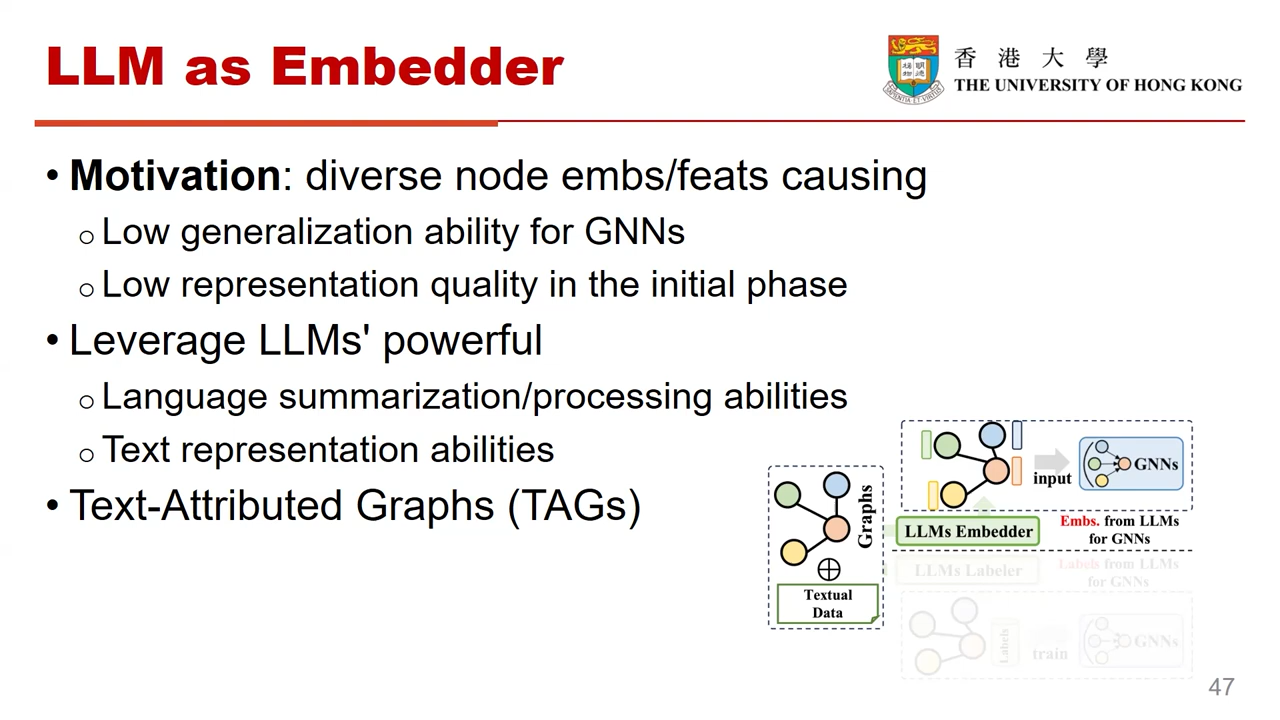 LLM as Embedder
香港大學
THE UNIVERSITY OF HONG KONG
• Motivation: diverse node embs/feats causing
o Low generalization ability for GNNs
o Low representation quality in the initial phase
• Leverage LLMs' powerful
o Language summarization/processing abilities
o Text representation abilities
• Text-Attributed Graphs (TAGs)
Graphs
Textual
Data
input
GNNs
LLMs Embedder
Embs. from LLMs
for GNNs
LLMs Labeler
Labels from LLMs
for GNNs
Labels
train
GNNs
47